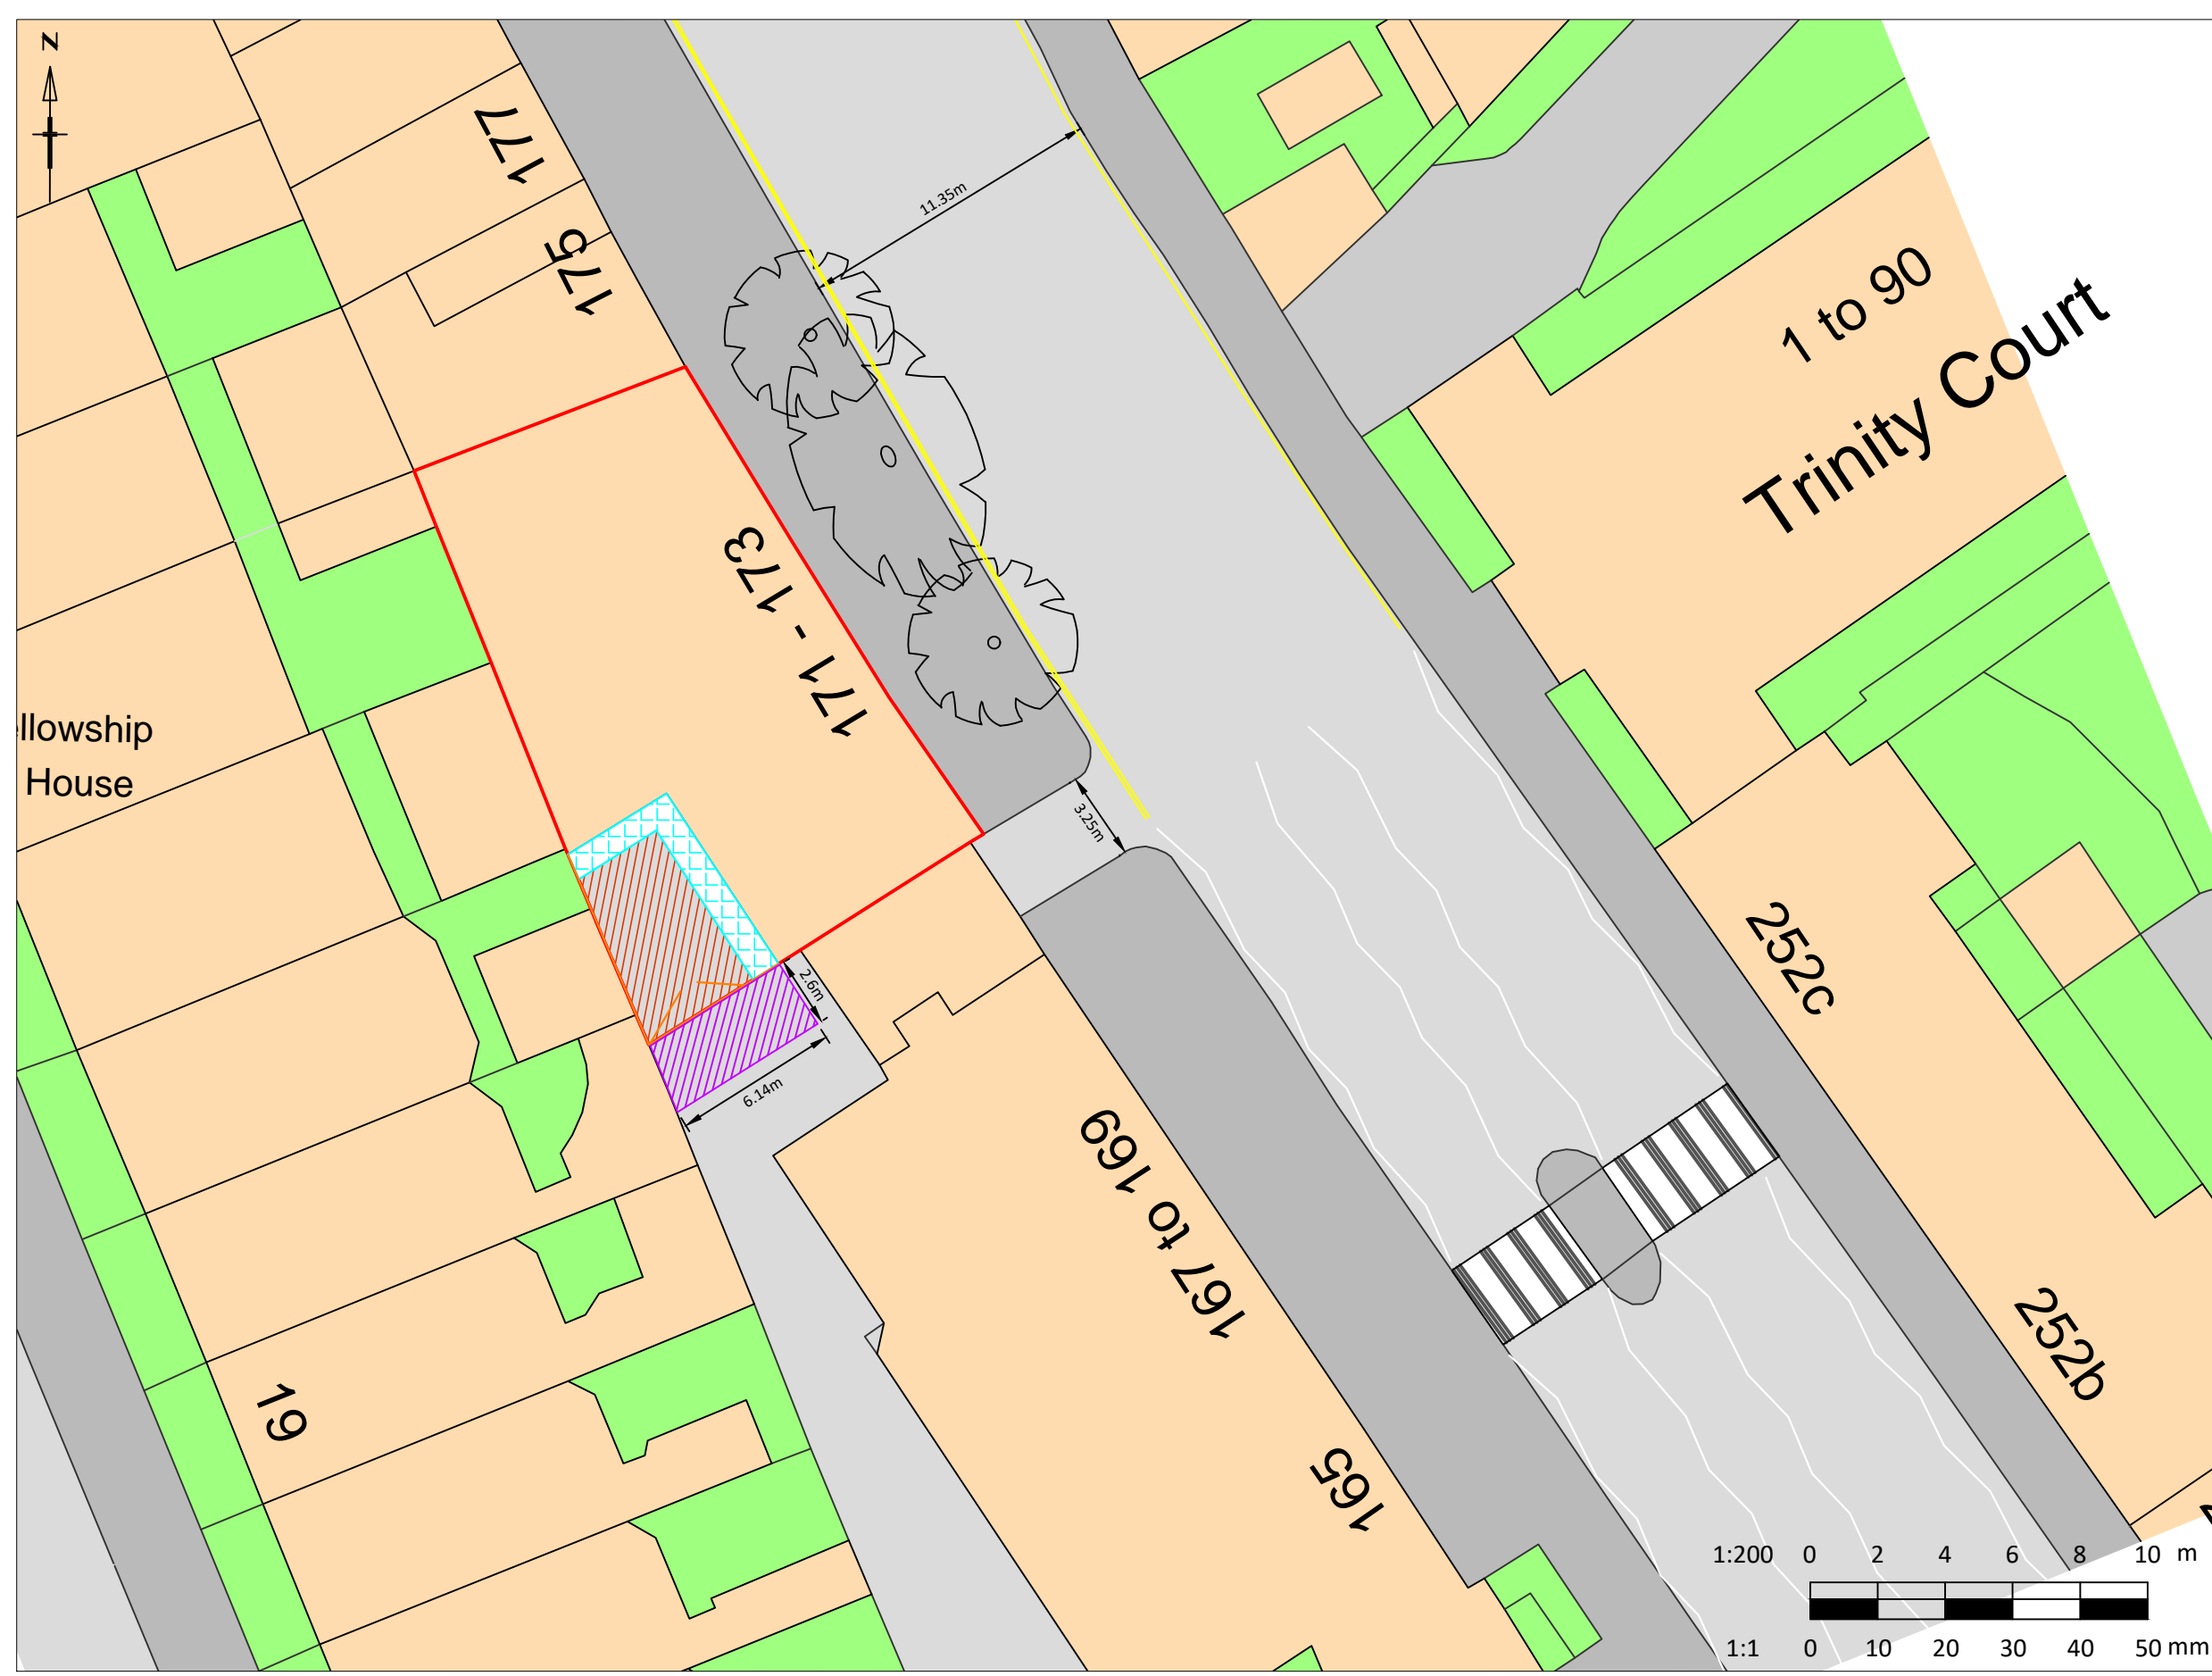 N
177
175
11.35m
1 to 90
Trinity Court
171 - 173
llowship
House
3.25m
2.6m
6.14m
252c
167 to 169
252b
19
165
1:200 0 2 4 6 8 10 m
1:1 0 10 20 30 40 50 mm